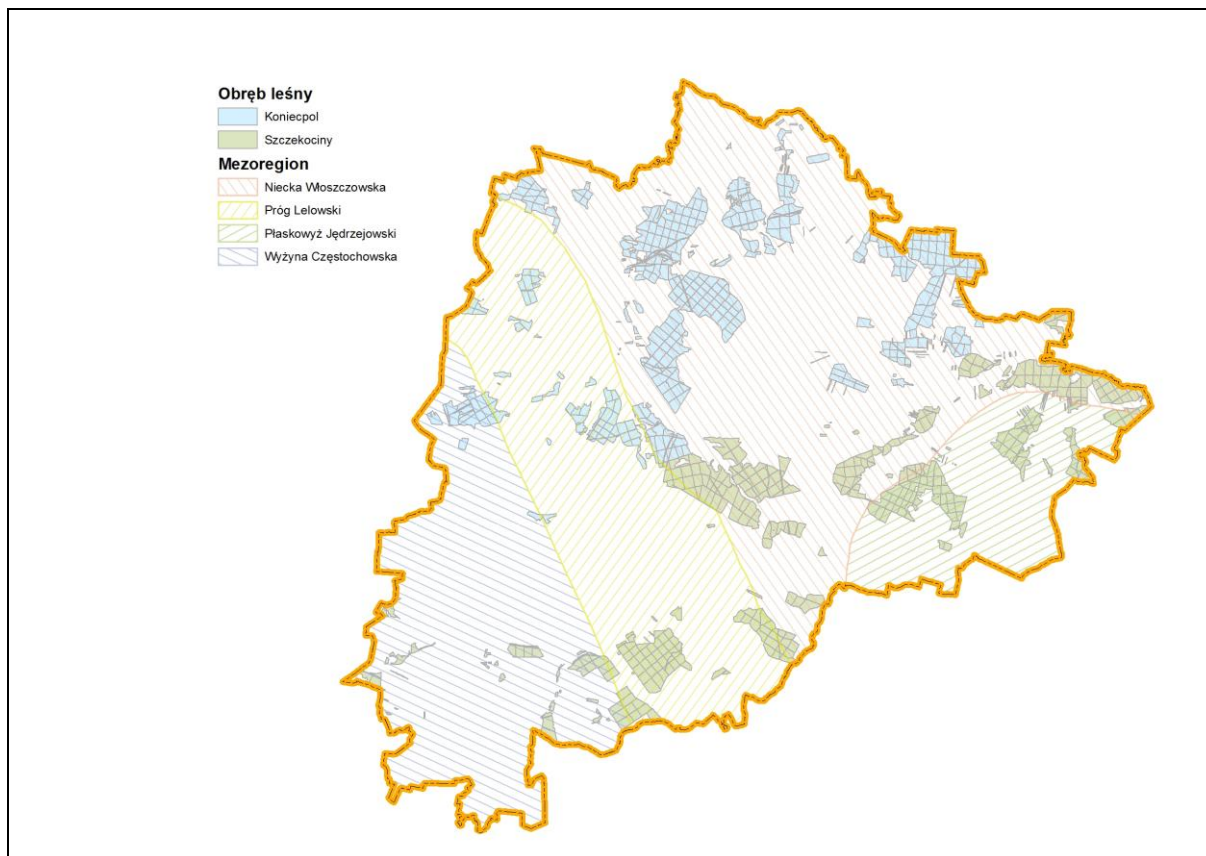 Obręb leśny
Koniecpol
Szczekociny
Mezoregion
Niecka Włoszczowska
Próg Lelowski
Płaskowyż Jędrzejowski
Wyżyna Częstochowska